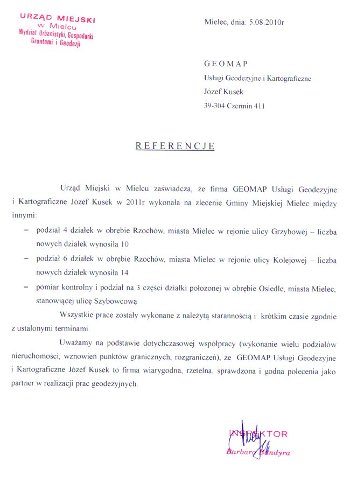 URZĄD MIEJSKI
w Mielcu
Wydział Urbanistyki, Gospodarki
Gruntami i Geodezji
Mielec, dnia: 5.08.2010r
G E O M A P
Usługi Geodezyjne i Kartograficzne
Józef Kusek
39-304 Czermin 411
R E F E R E N C J E
Urząd Miejski w Mielcu zaświadcza, że firma GEOMAP Usługi Geodezyjne
i Kartograficzne Józef Kusek w 2011r wykonała na zlecenie Gminy Miejskiej Mielec między
innymi:
– podział 4 działek w obrębie Rzochów, miasta Mielec w rejonie ulicy Grzybowej – liczba
nowych działek wynosiła 10
– podział 6 działek w obrębie Rzochów, miasta Mielec w rejonie ulicy Kolejowej – liczba
nowych działek wynosiła 14
– pomiar kontrolny i podział na 3 części działki położonej w obrębie Osiedle, miasta Mielec,
stanowiącej ulicę Szybowcową
Wszystkie prace zostały wykonane z należytą starannością i krótkim czasie zgodnie
z ustalonymi terminami
Uważamy na podstawie dotychczasowej współpracy (wykonanie wielu podziałów
nieruchomości, wznowień punktów granicznych, rozgraniczeń), że GEOMAP Usługi Geodezyjne
i Kartograficzne Józef Kusek to firma wiarygodna, rzetelna, sprawdzona i godna polecenia jako
partner w realizacji prac geodezyjnych
INSPEKTOR
Barbara Bandyra